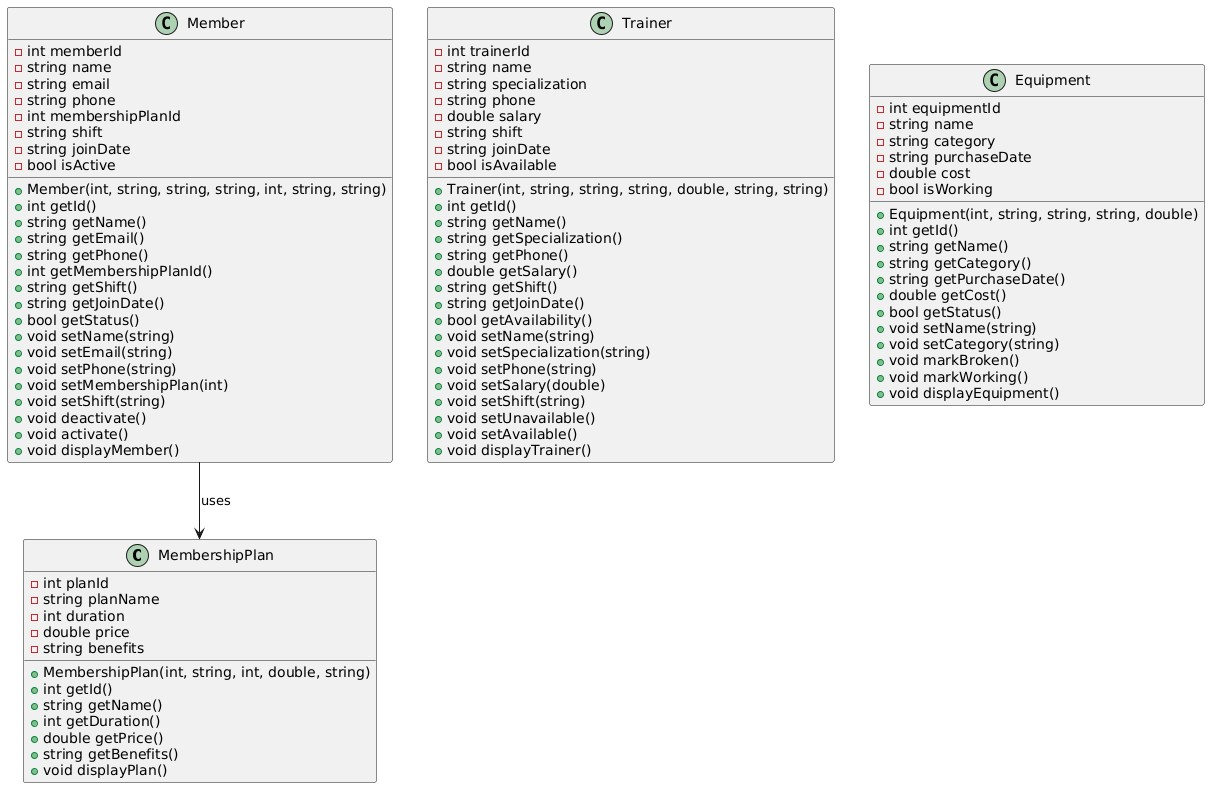 C Member
int memberId
string name
string email
string phone
int membershipPlanId
string shift
string joinDate
bool isActive
Member(int, string, string, string, int, string, string)
int getId()
string getName()
string getEmail()
string getPhone()
int getMembershipPlanId()
string getShift()
string getJoinDate()
bool getStatus()
void setName(string)
void setEmail(string)
void setPhone(string)
void setMembershipPlan(int)
void setShift(string)
void deactivate()
void activate()
void displayMember()
C Trainer
int trainerId
string name
string specialization
string phone
double salary
string shift
string joinDate
bool isAvailable
Trainer(int, string, string, string, double, string, string)
int getId()
string getName()
string getSpecialization()
string getPhone()
double getSalary()
string getShift()
string getJoinDate()
bool getAvailability()
void setName(string)
void setSpecialization(string)
void setPhone(string)
void setSalary(double)
void setShift(string)
void setUnavailable()
void setAvailable()
void displayTrainer()
C Equipment
int equipmentId
string name
string category
string purchaseDate
double cost
bool isWorking
Equipment(int, string, string, string, double)
int getId()
string getName()
string getCategory()
string getPurchaseDate()
double getCost()
bool getStatus()
void setName(string)
void setCategory(string)
void markBroken()
void markWorking()
void displayEquipment()
uses
C MembershipPlan
int planId
string planName
int duration
double price
string benefits
MembershipPlan(int, string, int, double, string)
int getId()
string getName()
int getDuration()
double getPrice()
string getBenefits()
void displayPlan()